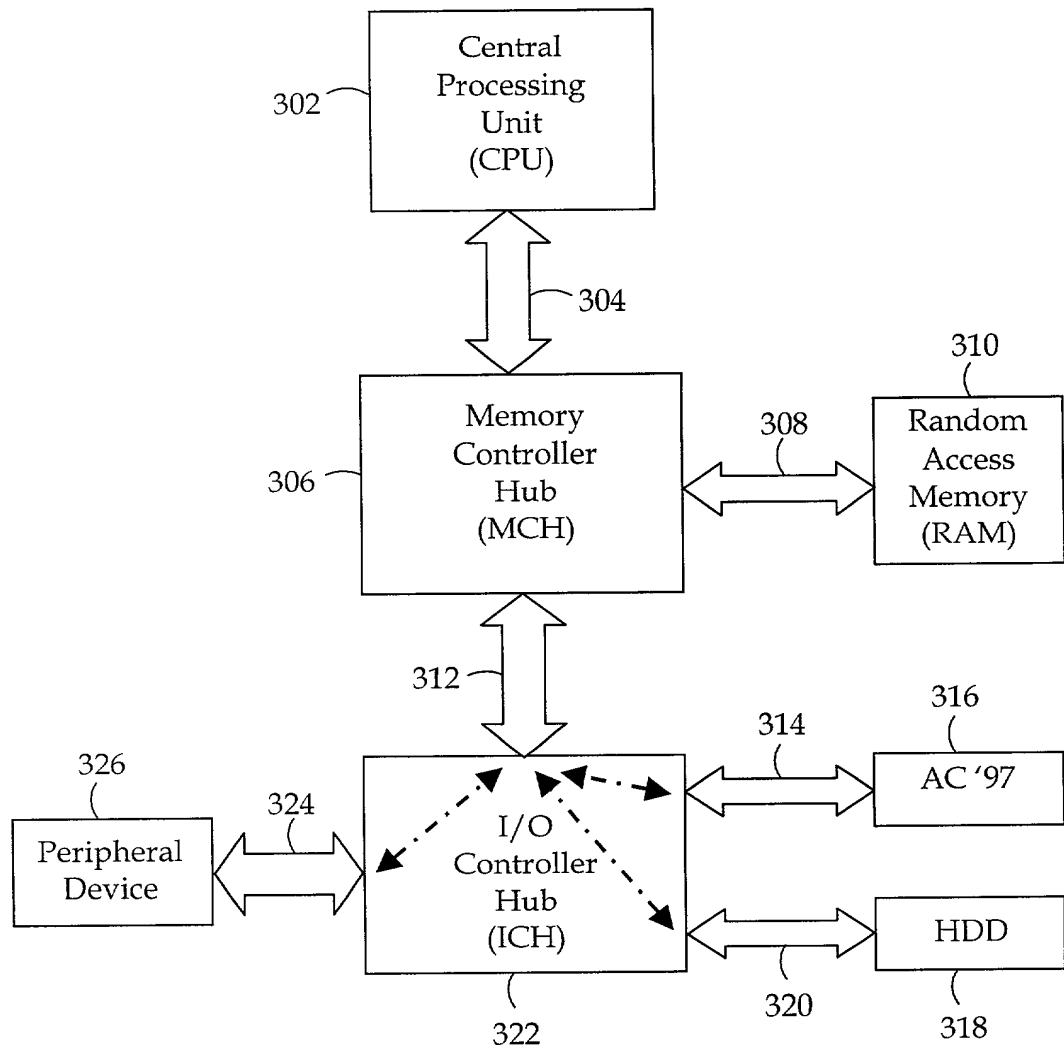 Central
Processing
Unit
(CPU)
302
304
Memory
Controller
Hub
(MCH)
306
308
310
Random
Access
Memory
(RAM)
312
314
316
AC ‘97
326
Peripheral
Device
324
I/O
Controller
Hub
(ICH)
322
320
HDD
318